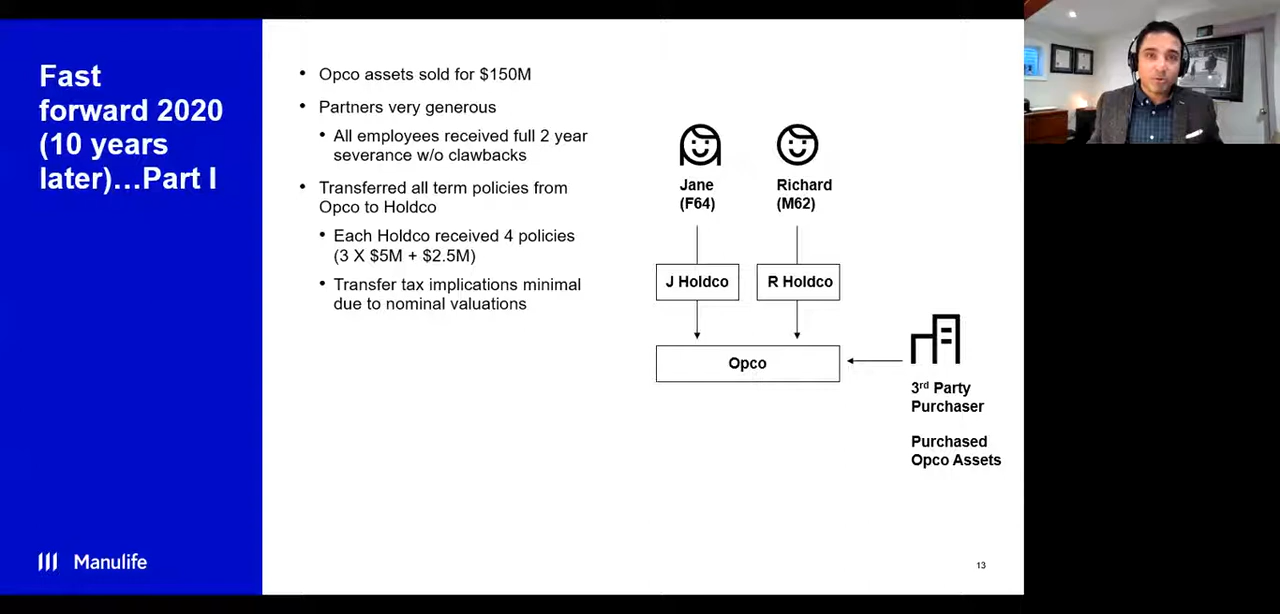 Fast
forward 2020
(10 years
later)…Part I
• Opco assets sold for $150M
• Partners very generous
• All employees received full 2 year
severance w/o clawbacks
• Transferred all term policies from
Opco to Holdco
• Each Holdco received 4 policies
(3 X $5M + $2.5M)
• Transfer tax implications minimal
due to nominal valuations
Jane
(F64)
Richard
(M62)
J Holdco
R Holdco
Opco
3rd Party
Purchaser
Purchased
Opco Assets
Manulife
13